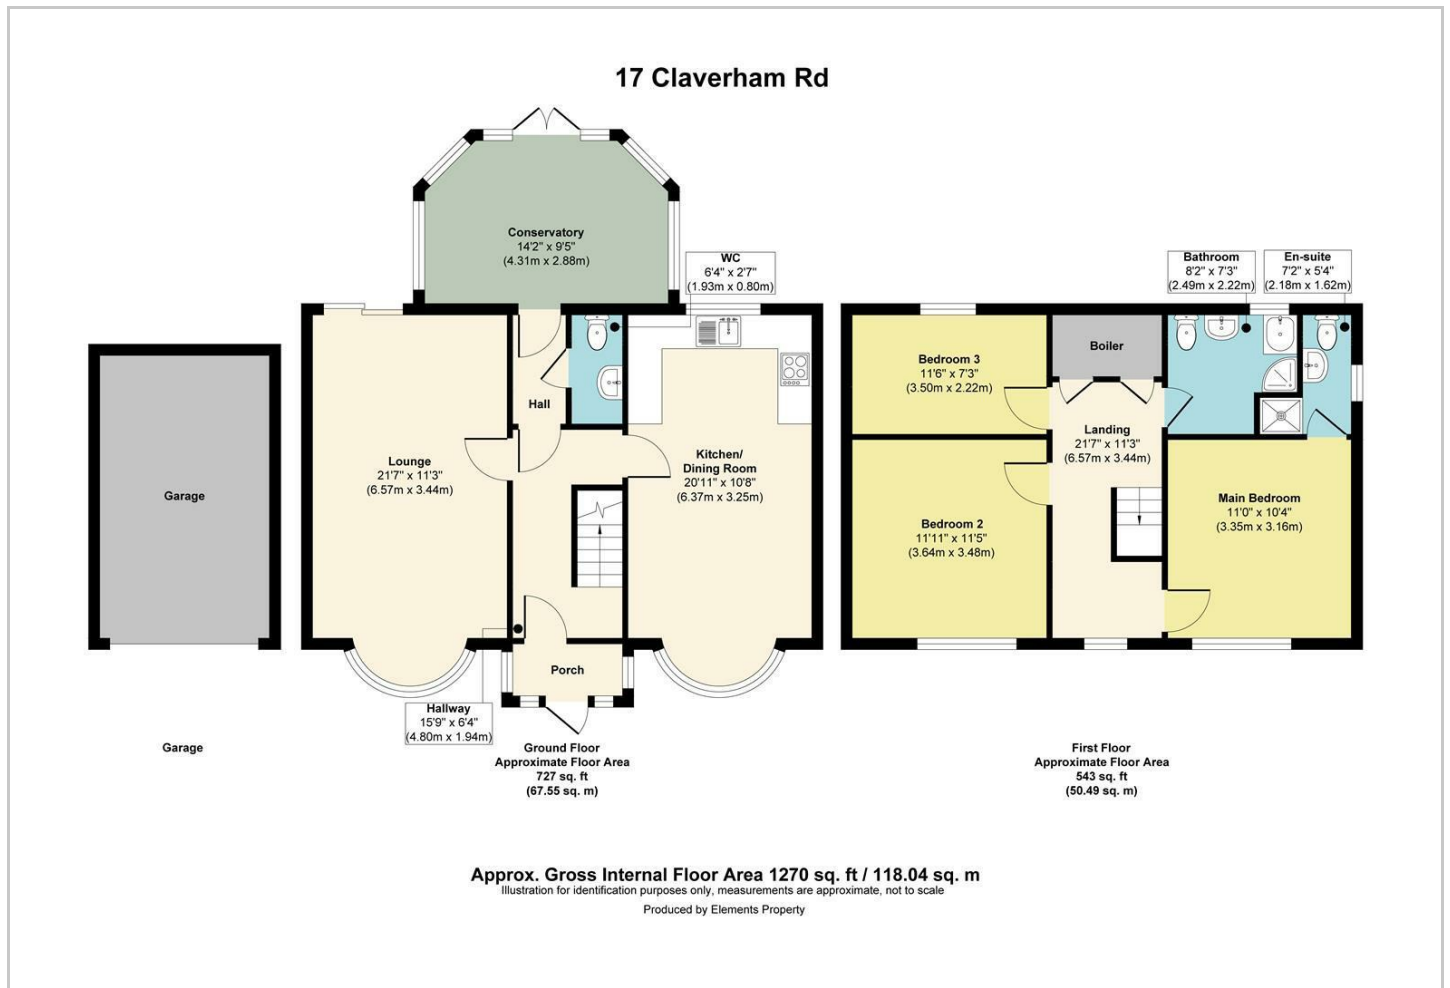 17 Claverham Rd
Conservatory
14'2" x 9'5"
(4.31m x 2.88m)
WC
6'4" x 2'7"
(1.93m x 0.80m)
Bathroom
8'2" x 7'3"
(2.49m x 2.22m)
En-suite
7'2" x 5'4"
(2.18m x 1.62m)
Garage
Lounge
21'7" x 11'3"
(6.57m x 3.44m)
Hall
Kitchen/
Dining Room
20'11" x 10'8"
(6.37m x 3.25m)
Bedroom 3
11'6" x 7'3"
(3.50m x 2.22m)
Boiler
Landing
21'7" x 11'3"
(6.57m x 3.44m)
Bedroom 2
11'11" x 11'5"
(3.64m x 3.48m)
Main Bedroom
11'0" x 10'4"
(3.35m x 3.16m)
Porch
Hallway
15'9" x 6'4"
(4.80m x 1.94m)
Garage
Ground Floor
Approximate Floor Area
727 sq. ft
(67.55 sq. m)
First Floor
Approximate Floor Area
543 sq. ft
(50.49 sq. m)
Approx. Gross Internal Floor Area 1270 sq. ft / 118.04 sq. m
Illustration for identification purposes only, measurements are approximate, not to scale
Produced by Elements Property